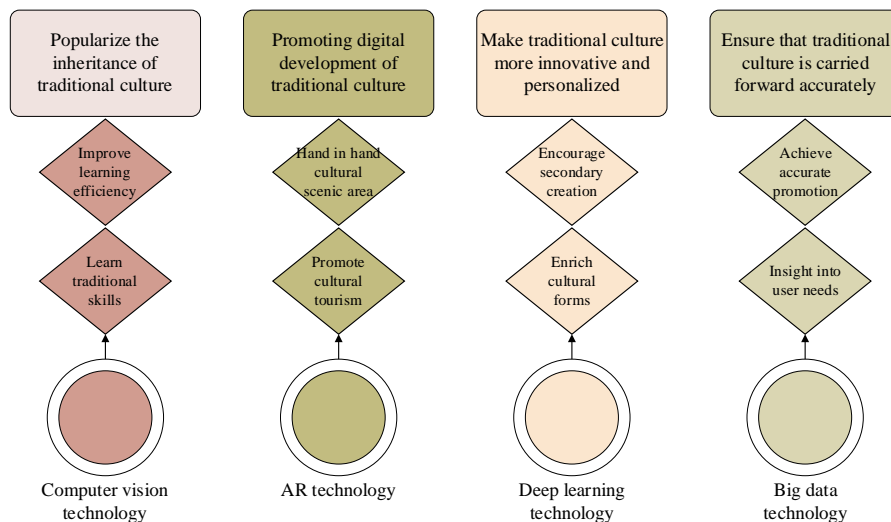 Popularize the
inheritance of
traditional culture
Promoting digital
development of
traditional culture
Make traditional culture
more innovative and
personalized
Ensure that traditional
culture is carried
forward accurately
Improve
learning
efficiency
Hand in hand
cultural
scenic area
Encourage
secondary
creation
Achieve
accurate
promotion
Learn
traditional
skills
Promote
cultural
tourism
Enrich
cultural
forms
Insight into
user needs
Computer vision
technology
AR technology
Deep learning
technology
Big data
technology